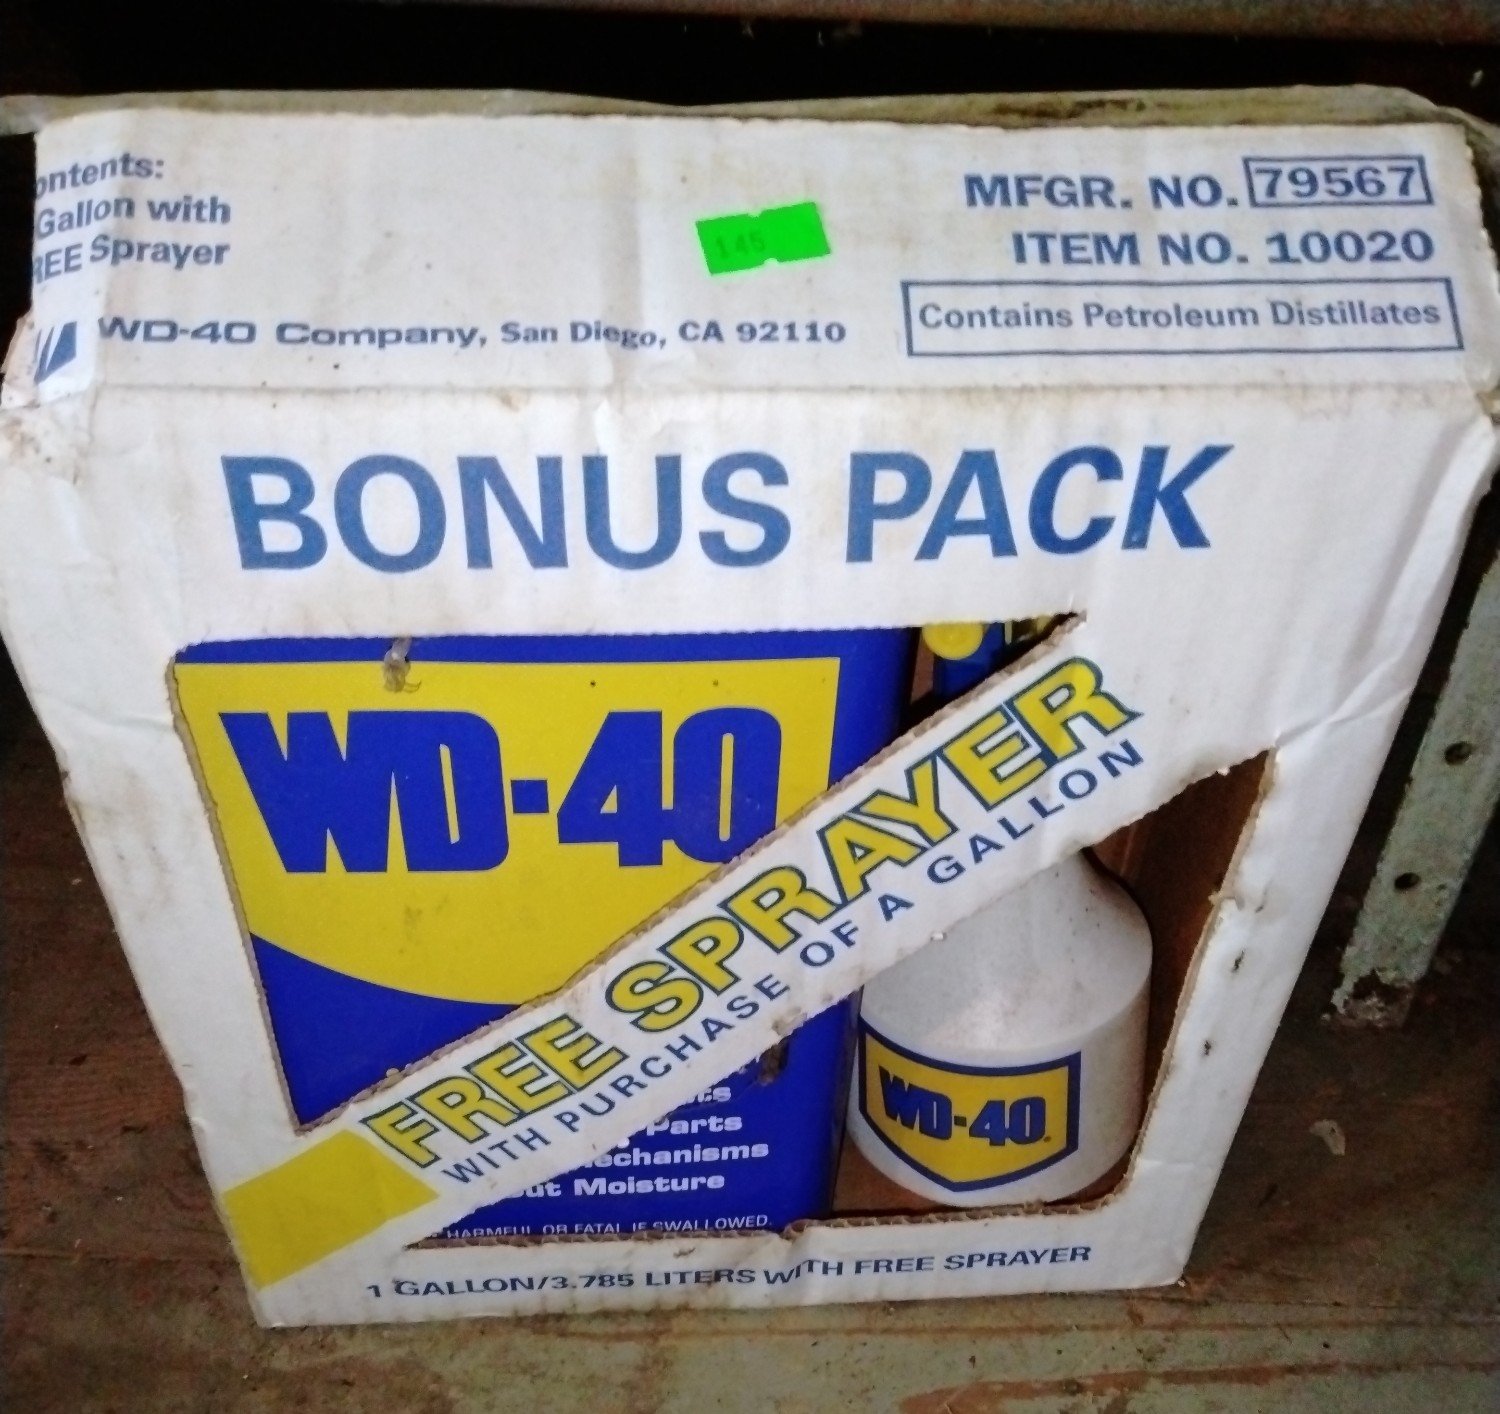 ontents:
Gallon with
REE Sprayer
WD-40 Company, San Diego, CA 92110
145
MFGR. NO. 79567
ITEM NO. 10020
Contains Petroleum Distillates
BONUS PACK
WD-40
FREE SPRAYER
WITH PURCHASE OF A GALLON
Parts
echanisms
out Moisture
HARMFUL OR FATAL IF SWALLOWED.
WD-40
1 GALLON/3.785 LITERS WITH FREE SPRAYER